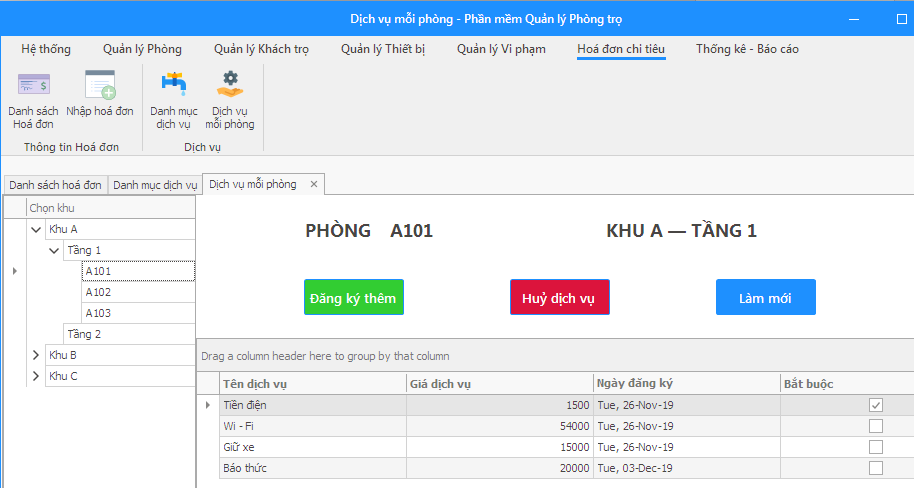 Dịch vụ mỗi phòng - Phần mềm Quản lý Phòng trọ
Hệ thống Quản lý Phòng Quản lý Khách trọ Quản lý Thiết bị Quản lý Vi phạm Hoá đơn chi tiêu Thống kê - Báo cáo
Danh sách Hoá đơn
Nhập hoá đơn
Danh mục dịch vụ
Dịch vụ mỗi phòng
Thông tin Hoá đơn Dịch vụ
Danh sách hoá đơn Danh mục dịch vụ Dịch vụ mỗi phòng
Chọn khu
Khu A
Tầng 1
A101
A102
A103
Tầng 2
Khu B
Khu C
PHÒNG A101 KHU A — TẦNG 1
Đăng ký thêm Huỷ dịch vụ Làm mới
Drag a column header here to group by that column
Tên dịch vụ Giá dịch vụ Ngày đăng ký Bắt buộc
Tiền điện 1500 Tue, 26-Nov-19
Wi - Fi 54000 Tue, 26-Nov-19
Giữ xe 15000 Tue, 26-Nov-19
Báo thức 20000 Tue, 03-Dec-19